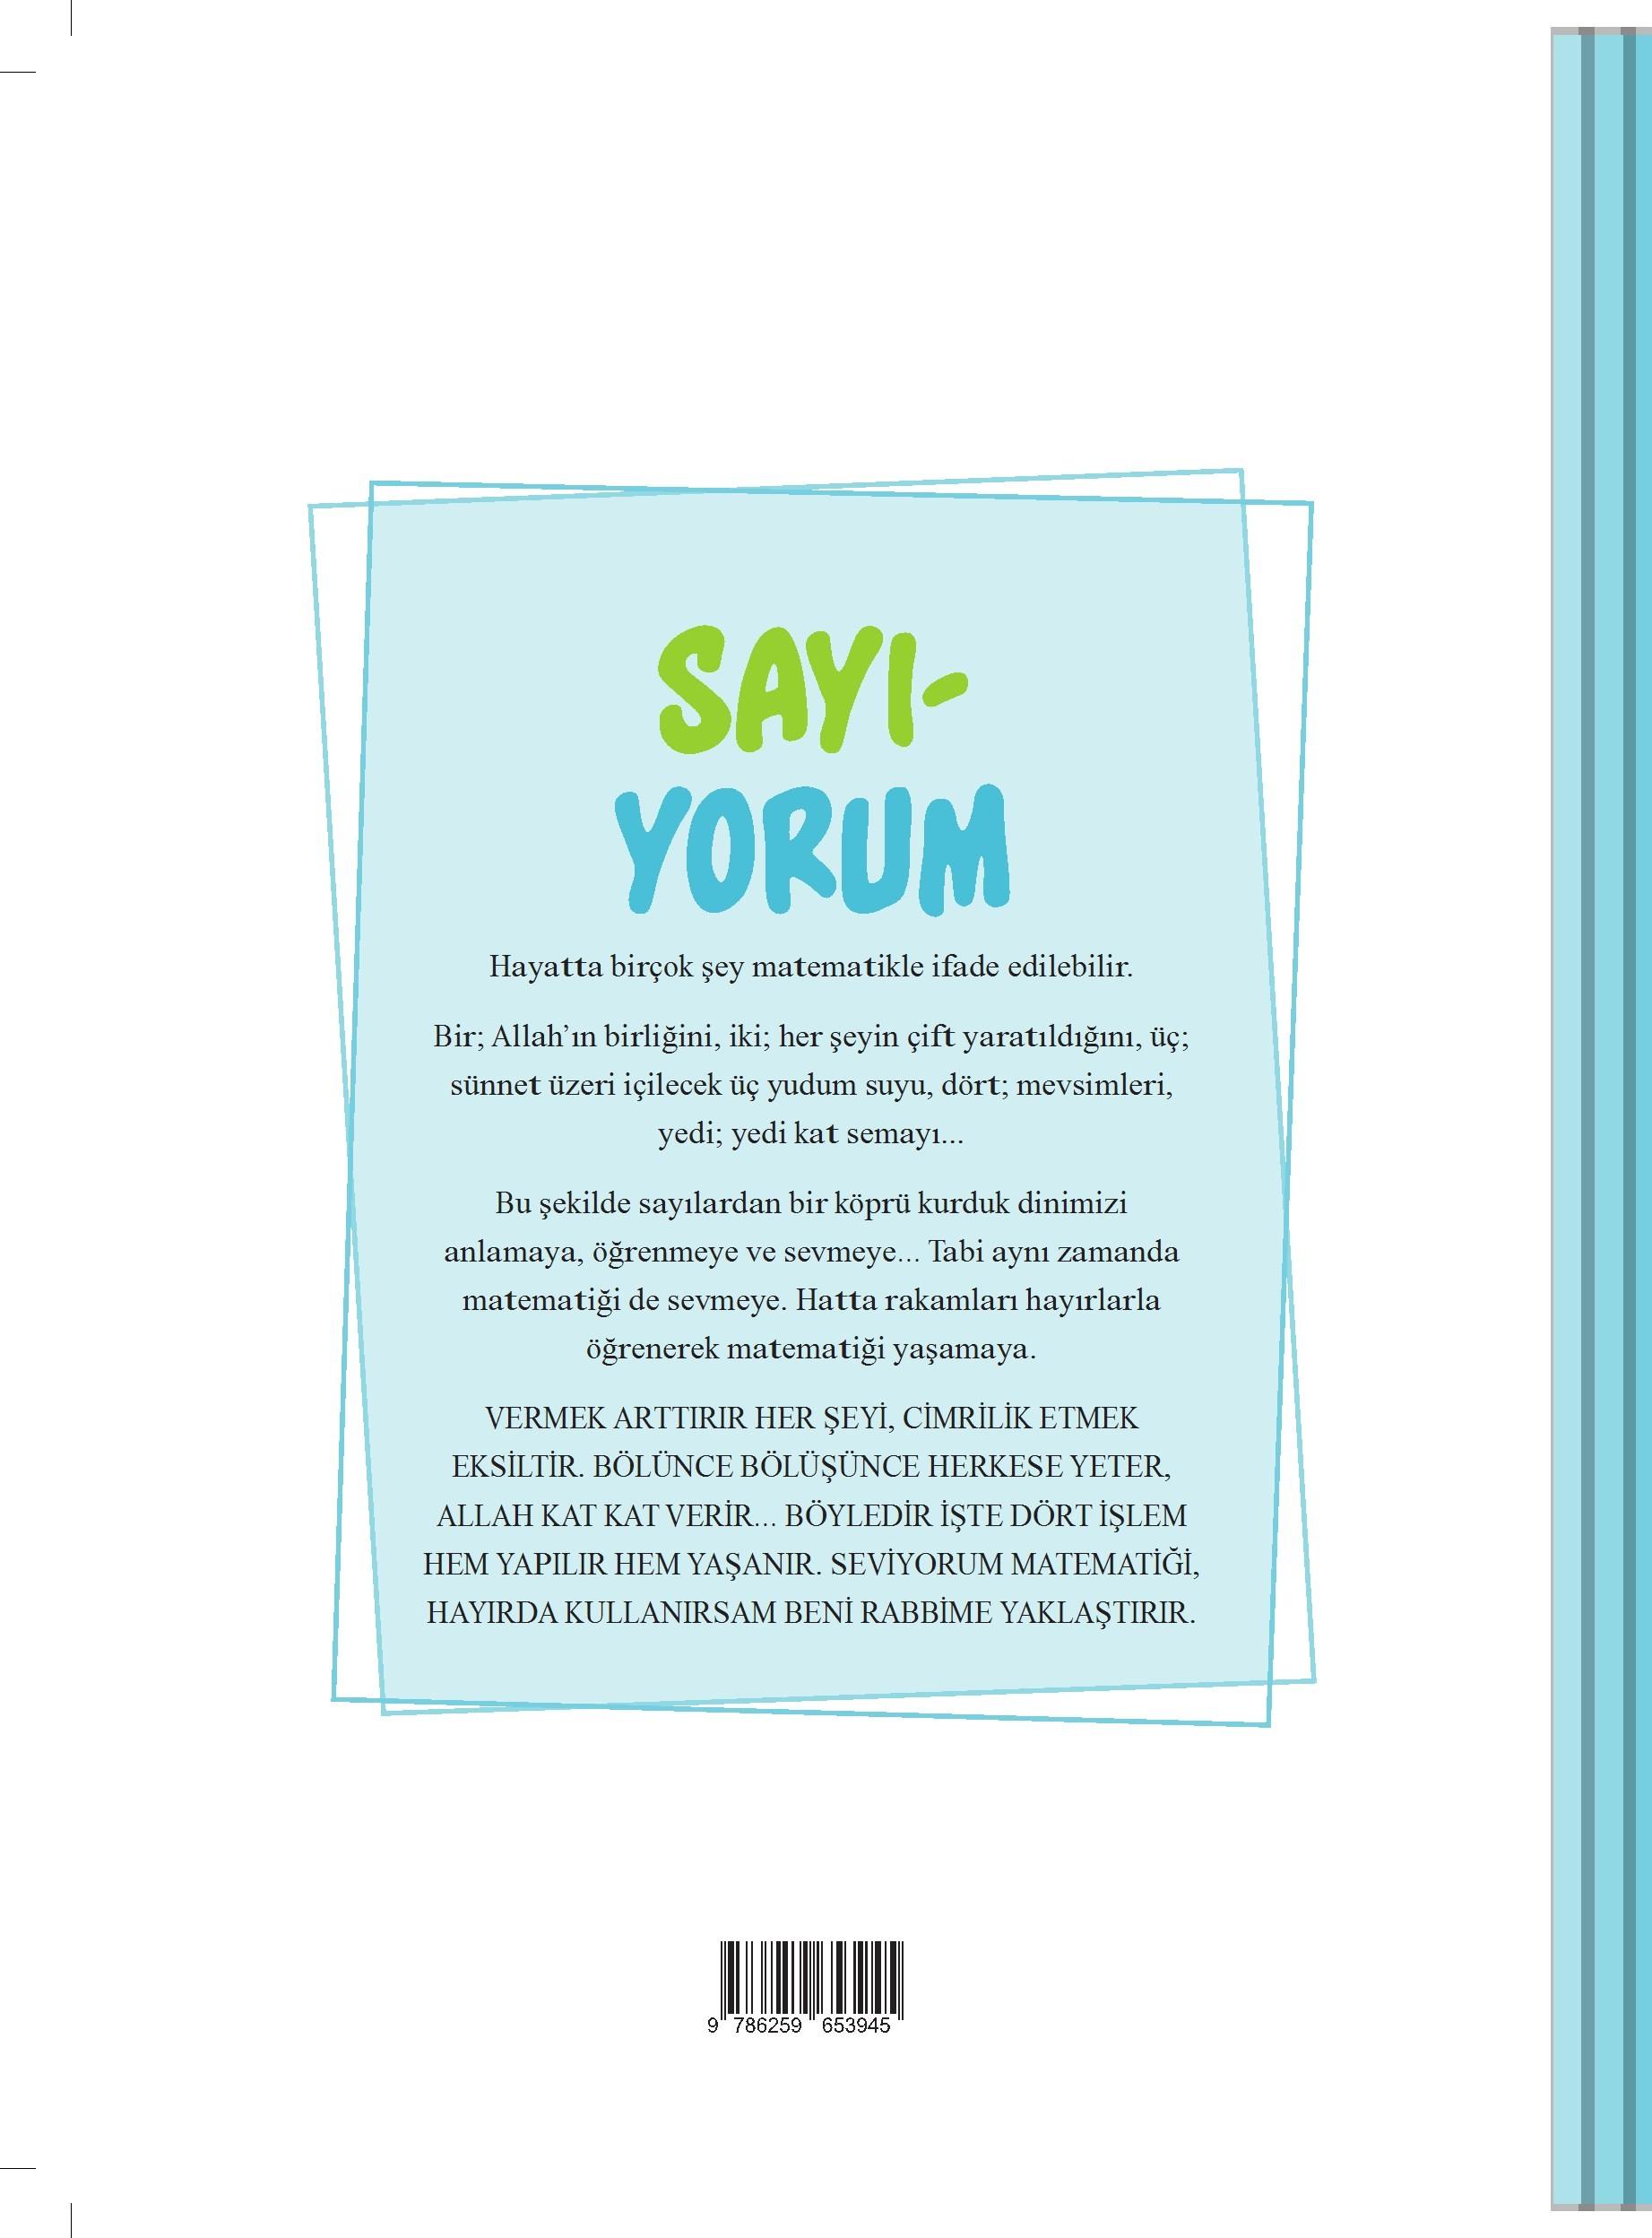 SAYI-
YORUM
Hayatta birçok şey matematikle ifade edilebilir.
Bir; Allah’ın birliğini, iki; her şeyin çift yaratıldığını, üç;
sünnet üzeri içilecek üç yudum suyu, dört; mevsimleri,
yedi; yedi kat semayı...
Bu şekilde sayılardan bir köprü kurduk dinimizi
anlamaya, öğrenmeye ve sevmeye... Tabi aynı zamanda
matematiği de sevmeye. Hatta rakamları hayırlarla
öğrenerek matematiği yaşamaya.
VERMEK ARTTIRIR HER ŞEYİ, CİMRİLİK ETMEK
EKSİLTİR. BÖLÜNCE BÖLÜŞÜNCE HERKESE YETER,
ALLAH KAT KAT VERİR... BÖYLEDİR İŞTE DÖRT İŞLEM
HEM YAPILIR HEM YAŞANIR. SEVİYORUM MATEMATİĞİ,
HAYIRDA KULLANIRSAM BENİ RABBİME YAKLAŞTIRIR.
9 786259 653945